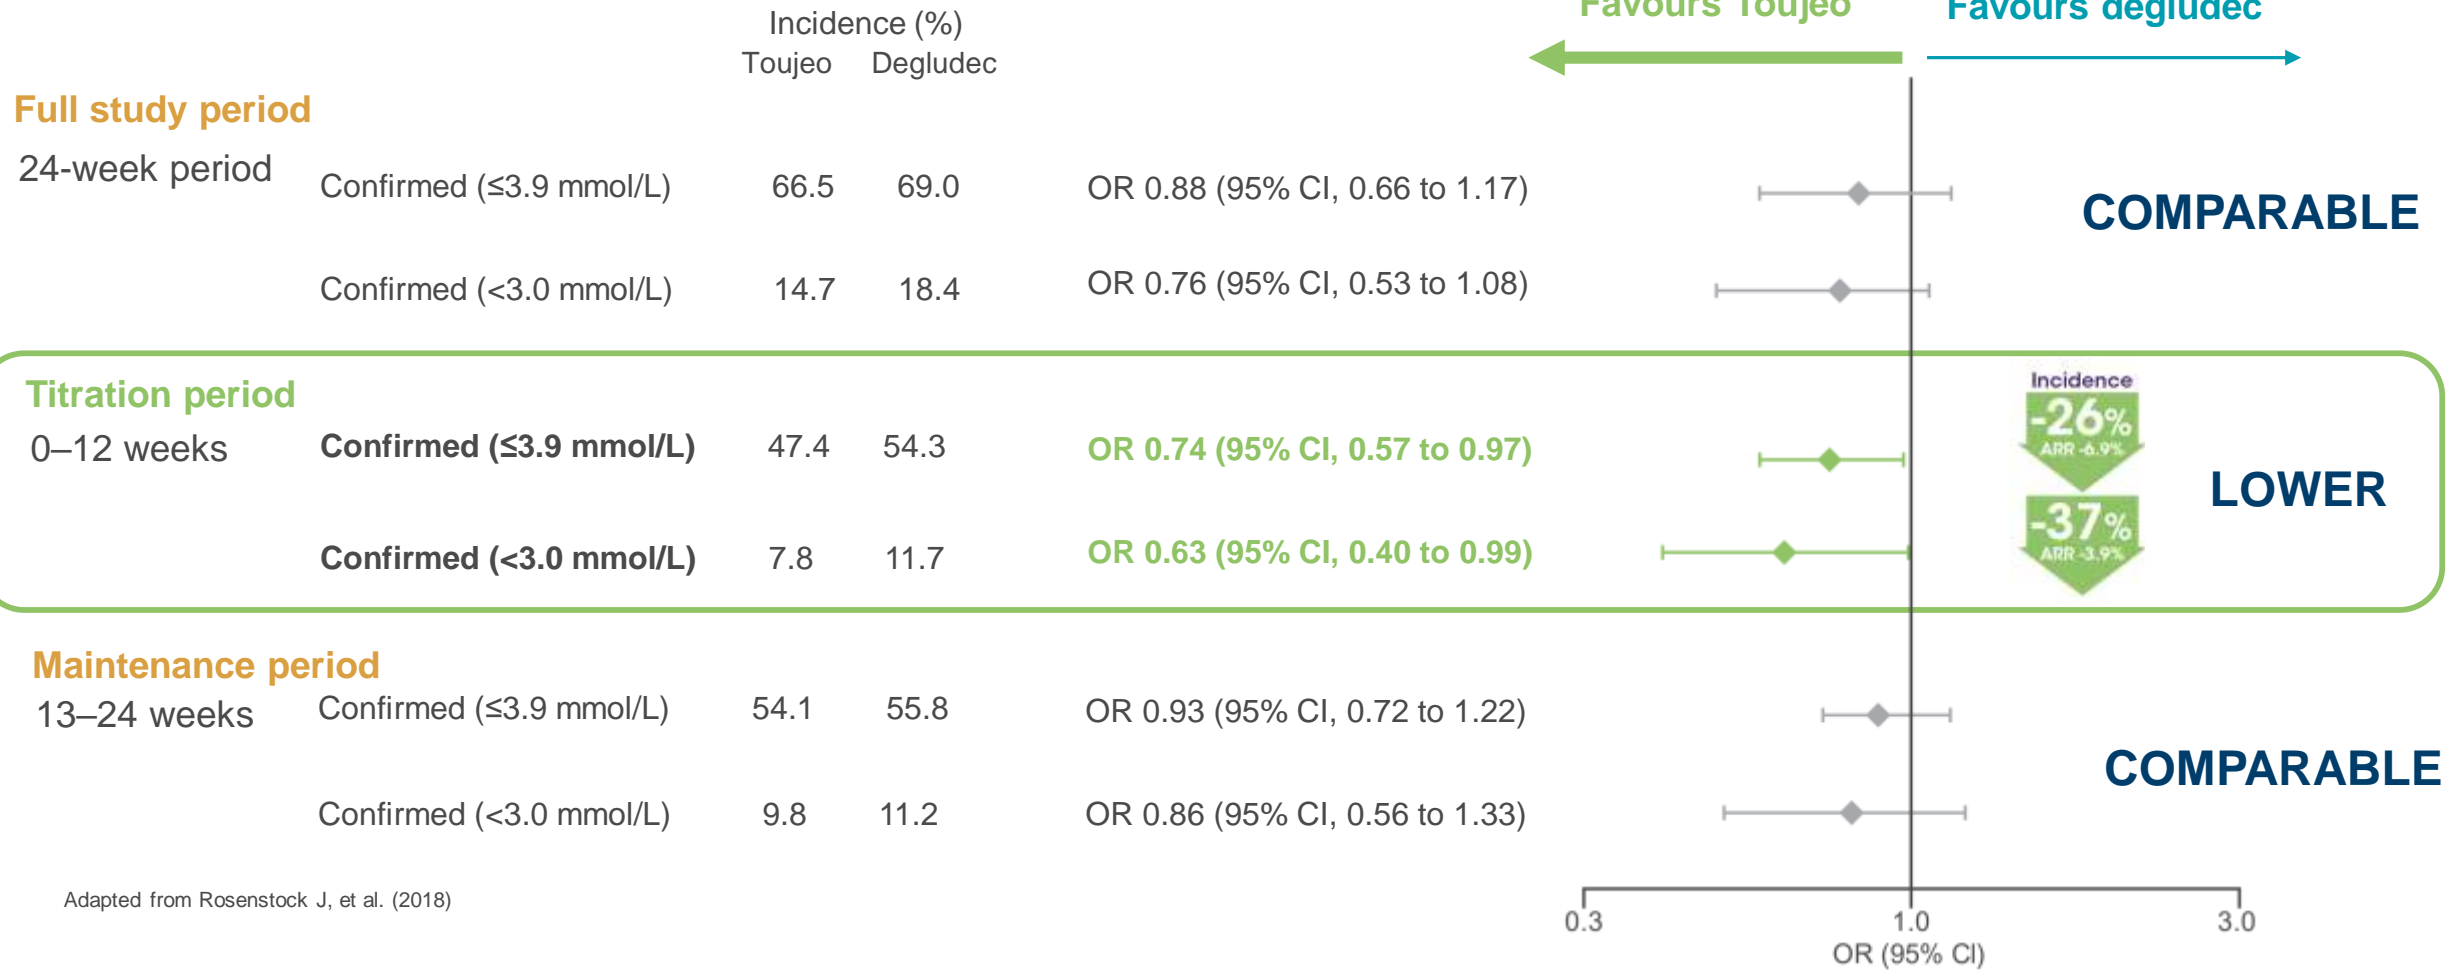 Favours Toujeo Favours degludec
Incidence (%)
Toujeo Degludec
Full study period
24-week period
Confirmed (≤3.9 mmol/L) 66.5 69.0 OR 0.88 (95% CI, 0.66 to 1.17)
COMPARABLE
Confirmed (<3.0 mmol/L) 14.7 18.4 OR 0.76 (95% CI, 0.53 to 1.08)
Titration period
0–12 weeks
Confirmed (≤3.9 mmol/L) 47.4 54.3 OR 0.74 (95% CI, 0.57 to 0.97)
Incidence
-26%
ARR -6.9%
LOWER
Confirmed (<3.0 mmol/L) 7.8 11.7 OR 0.63 (95% CI, 0.40 to 0.99)
-37%
ARR -3.9%
Maintenance period
13–24 weeks
Confirmed (≤3.9 mmol/L) 54.1 55.8 OR 0.93 (95% CI, 0.72 to 1.22)
COMPARABLE
Confirmed (<3.0 mmol/L) 9.8 11.2 OR 0.86 (95% CI, 0.56 to 1.33)
Adapted from Rosenstock J, et al. (2018)
0.3 1.0 3.0
OR (95% CI)